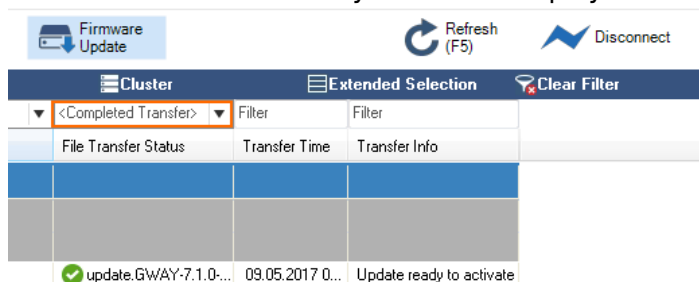 Firmware
Update
Refresh
(F5)
Disconnect
Cluster
Extended Selection
Clear Filter
<Completed Transfer>
Filter
Filter
File Transfer Status
Transfer Time
Transfer Info
update.GWAY-7.1.0-...
09.05.2017 0...
Update ready to activate